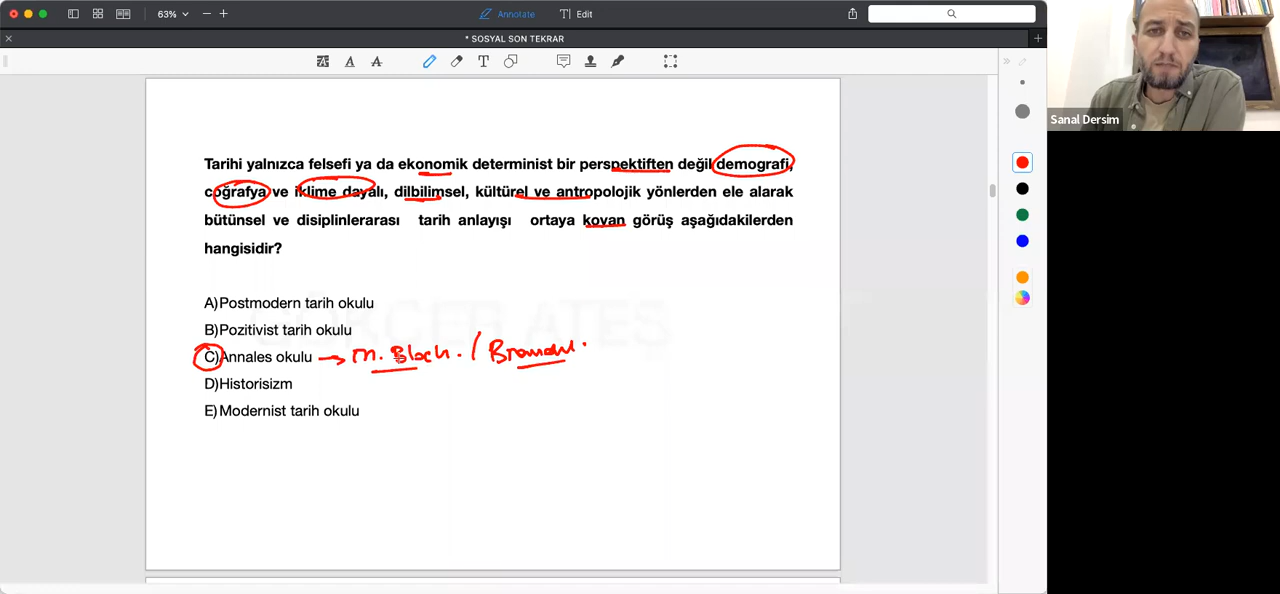 63%
Annotate
Edit
* SOSYAL SON TEKRAR
Sanal Dersim
Tarihi yalnızca felsefi ya da ekonomik determinist bir perspektiften değil demografi,
coğrafya ve iklime dayalı, dilbilimsel, kültürel ve antropolojik yönlerden ele alarak
bütünsel ve disiplinlerarası tarih anlayışı ortaya koyan görüş aşağıdakilerden
hangisidir?
A)Postmodern tarih okulu
B)Pozitivist tarih okulu
C)Annales okulu → M. Bloch. /
D)Historisizm
E)Modernist tarih okulu
GÖKCEB ATEŞ